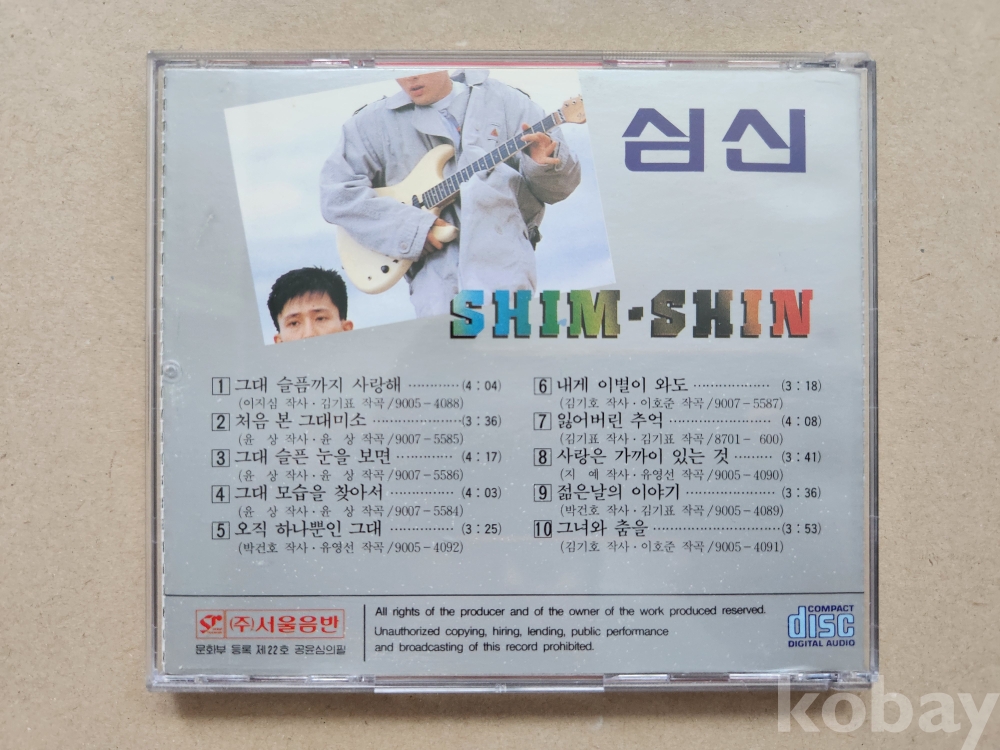 심신
SHIM·SHIN
1 그대 슬픔까지 사랑해 ············(4:04)
(이지심 작사·김기표 작곡/9005-4088)
2 처음 본 그대미소 ··················(3:36)
(윤 상 작사·윤 상 작곡/9007-5585)
3 그대 슬픈 눈을 보면 ··············(4:17)
(윤 상 작사·윤 상 작곡/9007-5586)
4 그대 모습을 찾아서 ··············(4:03)
(윤 상 작사·윤 상 작곡/9007-5584)
5 오직 하나뿐인 그대 ··············(3:25)
(박건호 작사·유영선 작곡/9005-4092)
6 내게 이별이 와도 ··················(3:18)
(김기호 작사·이호준 작곡/9007-5587)
7 잃어버린 추억 ······················(4:08)
(김기표 작사·김기표 작곡/8701-600)
8 사랑은 가까이 있는 것 ·········(3:41)
(지 예 작사·유영선 작곡/9005-4090)
9 젊은날의 이야기 ···················(3:36)
(박건호 작사·김기표 작곡/9005-4089)
10 그녀와 춤을 ························(3:53)
(김기호 작사·이호준 작곡/9005-4091)
(주)서울음반
문화부 등록 제22호 공윤심의필
All rights of the producer and of the owner of the work produced reserved.
Unauthorized copying, hiring, lending, public performance
and broadcasting of this record prohibited.
COMPACT
disc
DIGITAL AUDIO
kobay